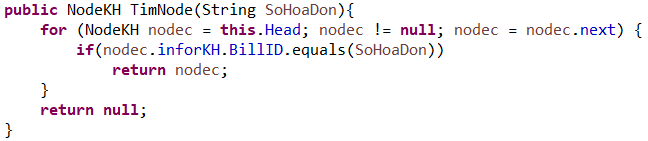 public NodeKH TimNode(String SoHoaDon){
    for (NodeKH nodec = this.Head; nodec != null; nodec = nodec.next) {
        if(nodec.inforKH.BillID.equals(SoHoaDon))
            return nodec;
    }
    return null;
}